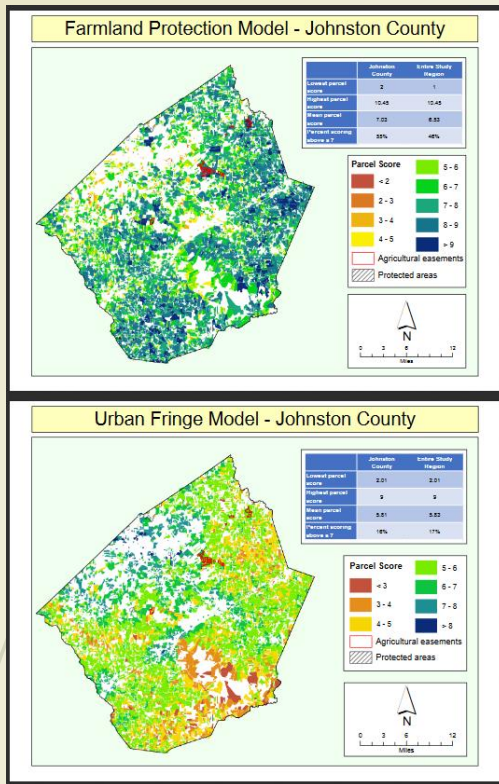 Farmland Protection Model - Johnston County
Johnston County
Entire Study Region
Lowest parcel score
2
1
Highest parcel score
10.45
10.45
Mean parcel score
7.02
6.53
Percent scoring above a 7
46%
Parcel Score
< 2
2 - 3
3 - 4
4 - 5
5 - 6
6 - 7
7 - 8
8 - 9
> 9
Agricultural easements
Protected areas
N
0 3 6 12
Miles
Urban Fringe Model - Johnston County
Johnston County
Entire Study Region
Lowest parcel score
2.01
2.01
Highest parcel score
9
9
Mean parcel score
Percent scoring above a 7
16%
17%
Parcel Score
< 3
3 - 4
4 - 5
5 - 6
6 - 7
7 - 8
> 8
Agricultural easements
Protected areas
N
0 3 6 12
Miles